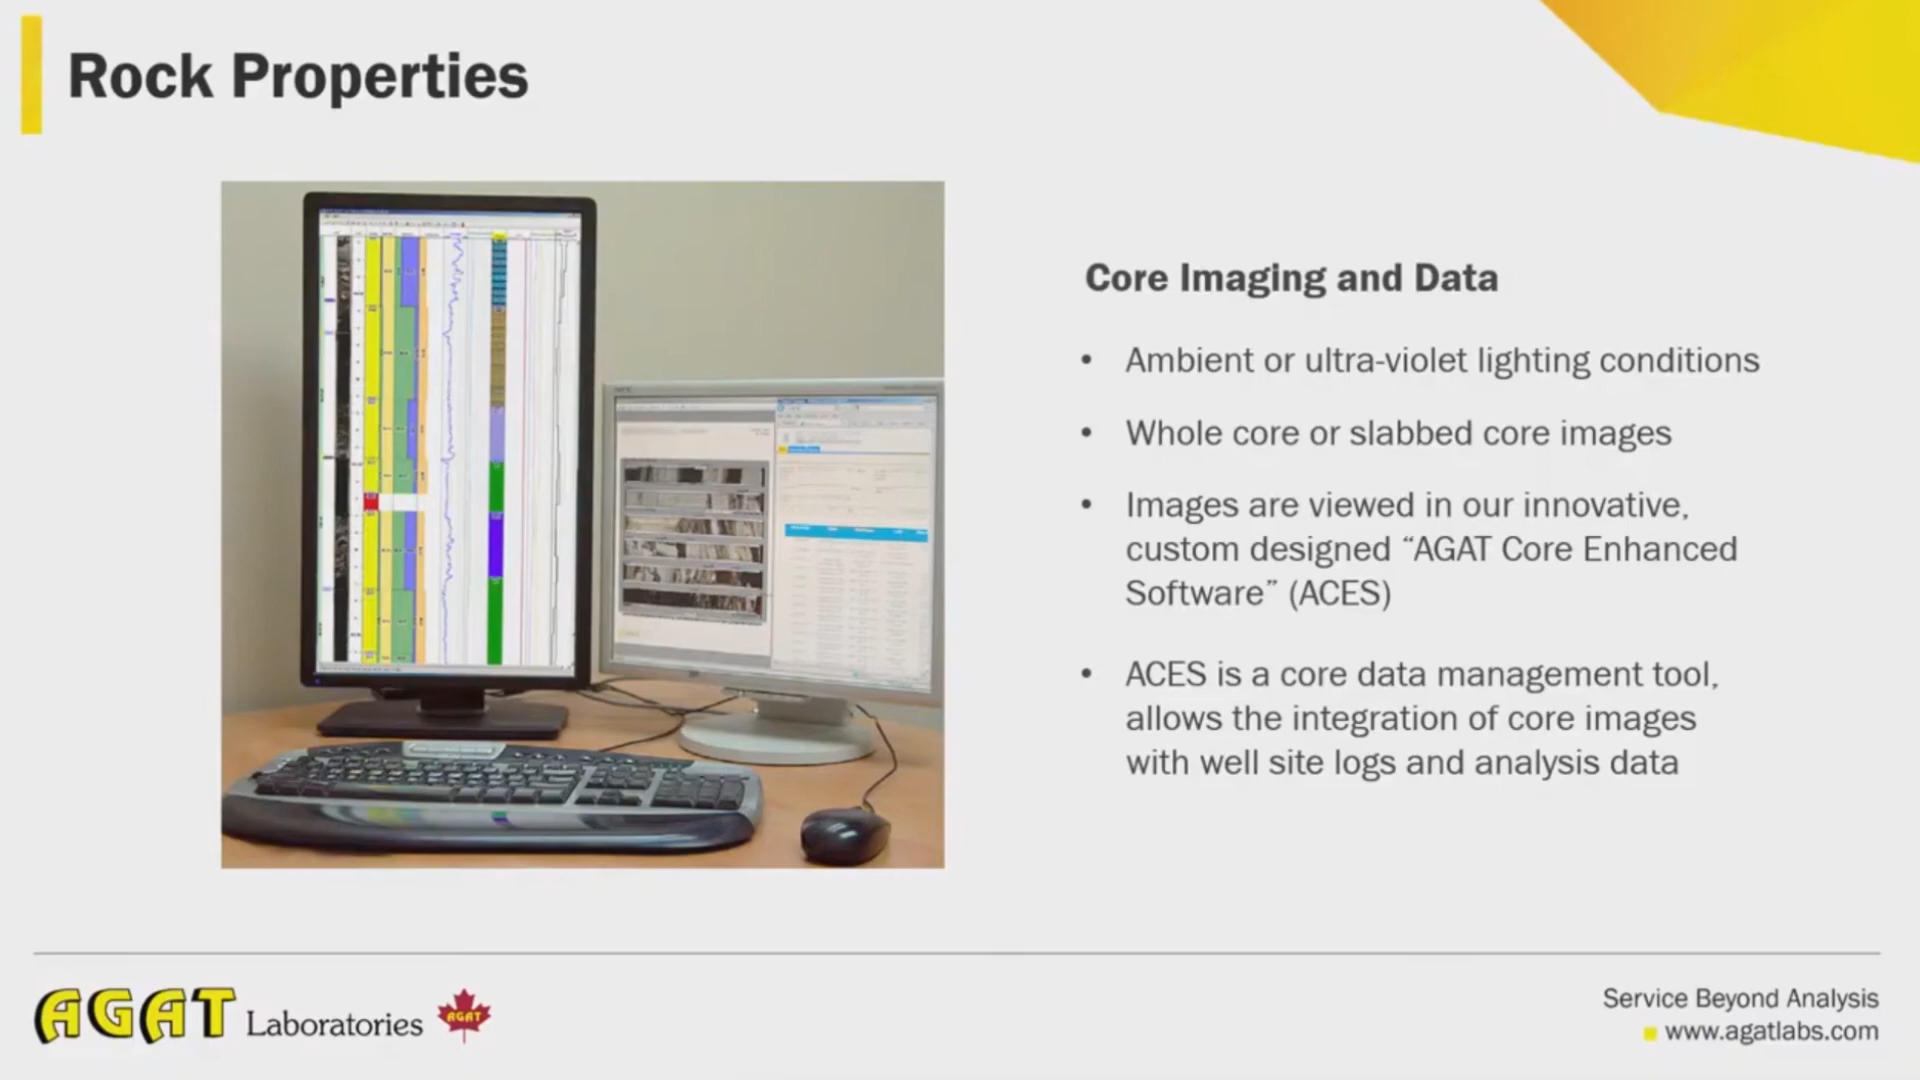 Rock Properties
Core Imaging and Data
• Ambient or ultra-violet lighting conditions
• Whole core or slabbed core images
• Images are viewed in our innovative,
custom designed “AGAT Core Enhanced
Software” (ACES)
• ACES is a core data management tool,
allows the integration of core images
with well site logs and analysis data
AGAT Laboratories AGAT
Service Beyond Analysis
www.agatlabs.com